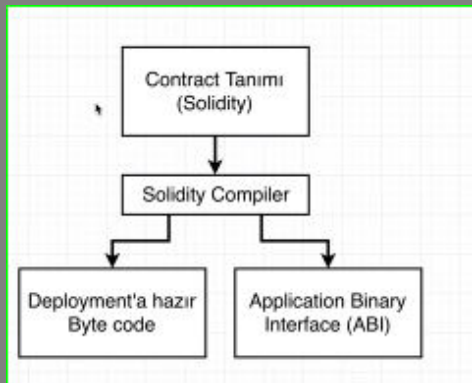 Contract Tanımı
(Solidity)
Solidity Compiler
Deployment'a hazır
Byte code
Application Binary
Interface (ABI)